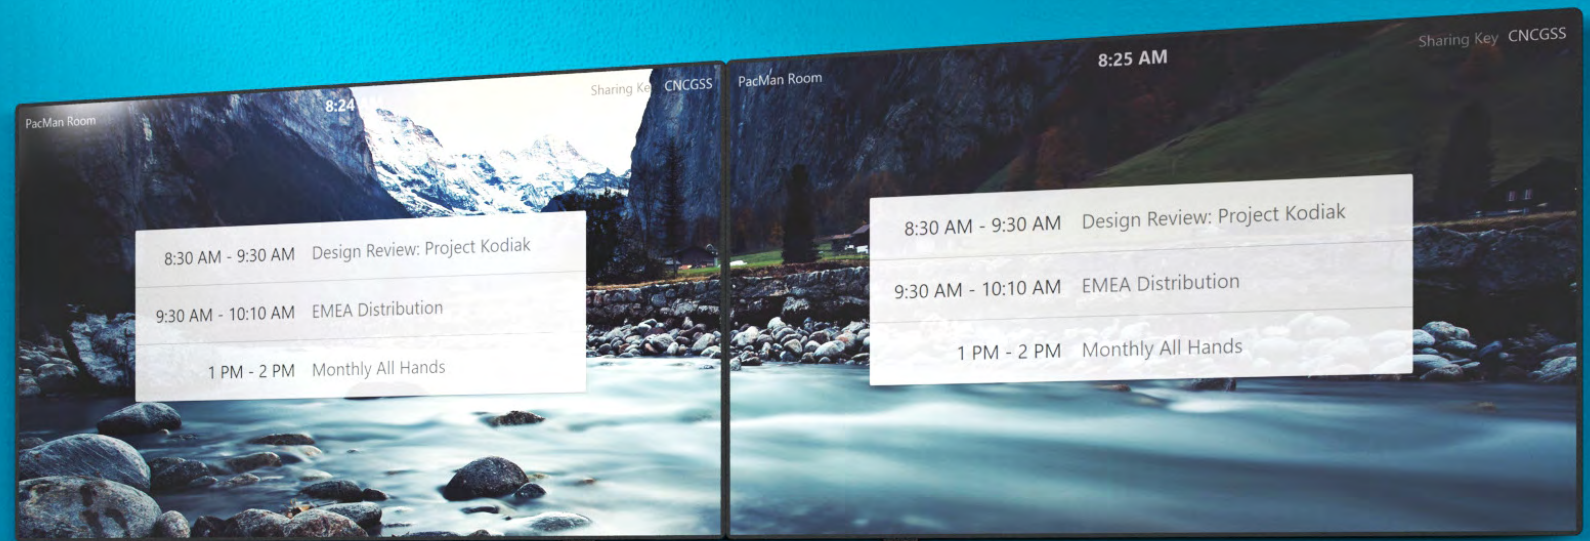 PacMan Room
8:24
Sharing Ke
CNCGSS
8:30 AM - 9:30 AM Design Review: Project Kodiak
9:30 AM - 10:10 AM EMEA Distribution
1 PM - 2 PM Monthly All Hands
PacMan Room
8:25 AM
Sharing Key CNCGSS
8:30 AM - 9:30 AM Design Review: Project Kodiak
9:30 AM - 10:10 AM EMEA Distribution
1 PM - 2 PM Monthly All Hands